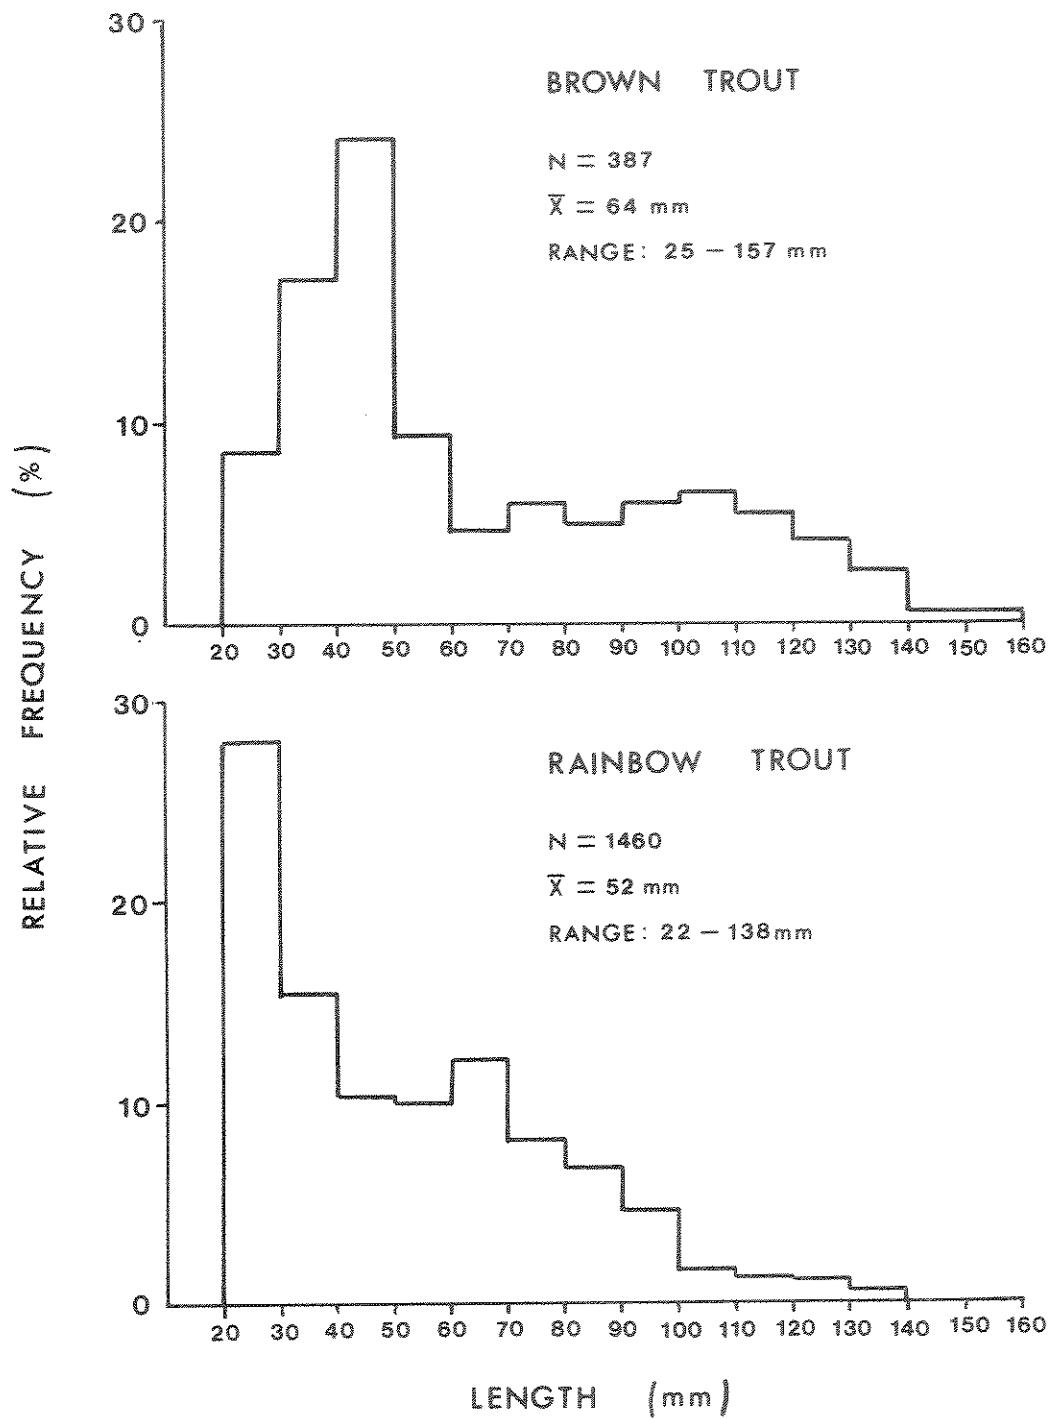 RELATIVE FREQUENCY (%)
30
20
10
0
BROWN TROUT
N = 387
X̄ = 64 mm
RANGE: 25 – 157 mm
20 30 40 50 60 70 80 90 100 110 120 130 140 150 160
30
20
10
0
RAINBOW TROUT
N = 1460
X̄ = 52 mm
RANGE: 22 – 138mm
20 30 40 50 60 70 80 90 100 110 120 130 140 150 160
LENGTH (mm)